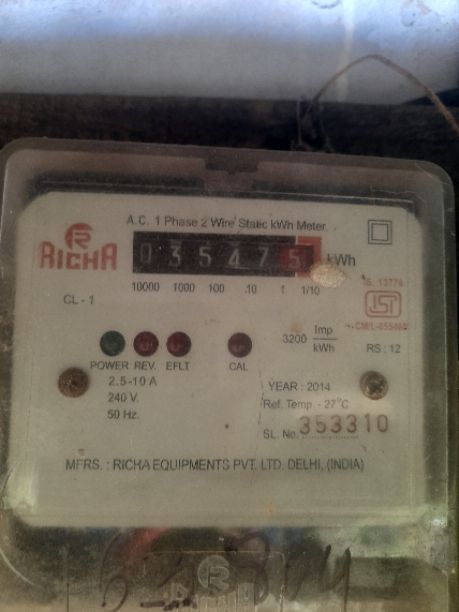 A.C. 1 Phase 2 Wire Static kWh Meter.
RICHA
035475 kWh
10000 1000 100 10 1 1/10
IS. 13779
ISI
CL - 1
3200 Imp/kWh
RS : 12
POWER REV. EFLT CAL
2.5-10 A
240 V.
50 Hz.
YEAR : 2014
Ref. Temp. - 27°C
SL. No. 353310
MFRS. : RICHA EQUIPMENTS PVT. LTD. DELHI, (INDIA)